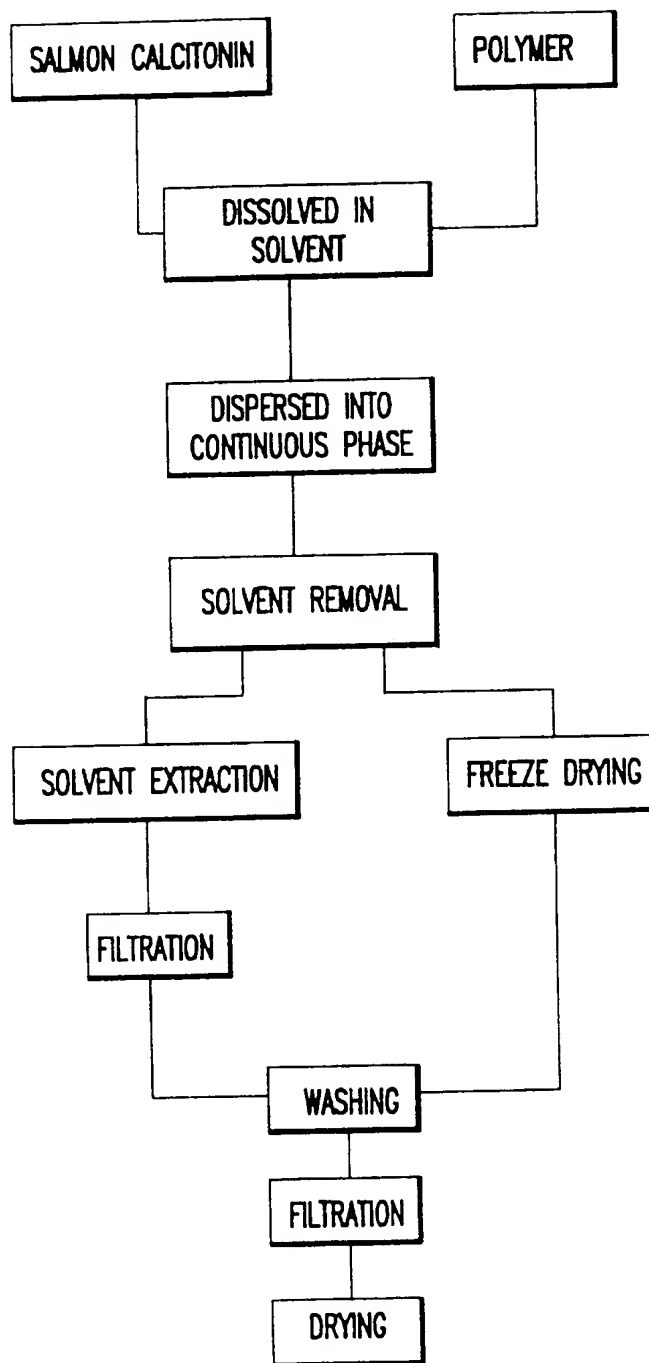 SALMON CALCITONIN
POLYMER
DISSOLVED IN
SOLVENT
DISPERSED INTO
CONTINUOUS PHASE
SOLVENT REMOVAL
SOLVENT EXTRACTION
FREEZE DRYING
FILTRATION
WASHING
FILTRATION
DRYING